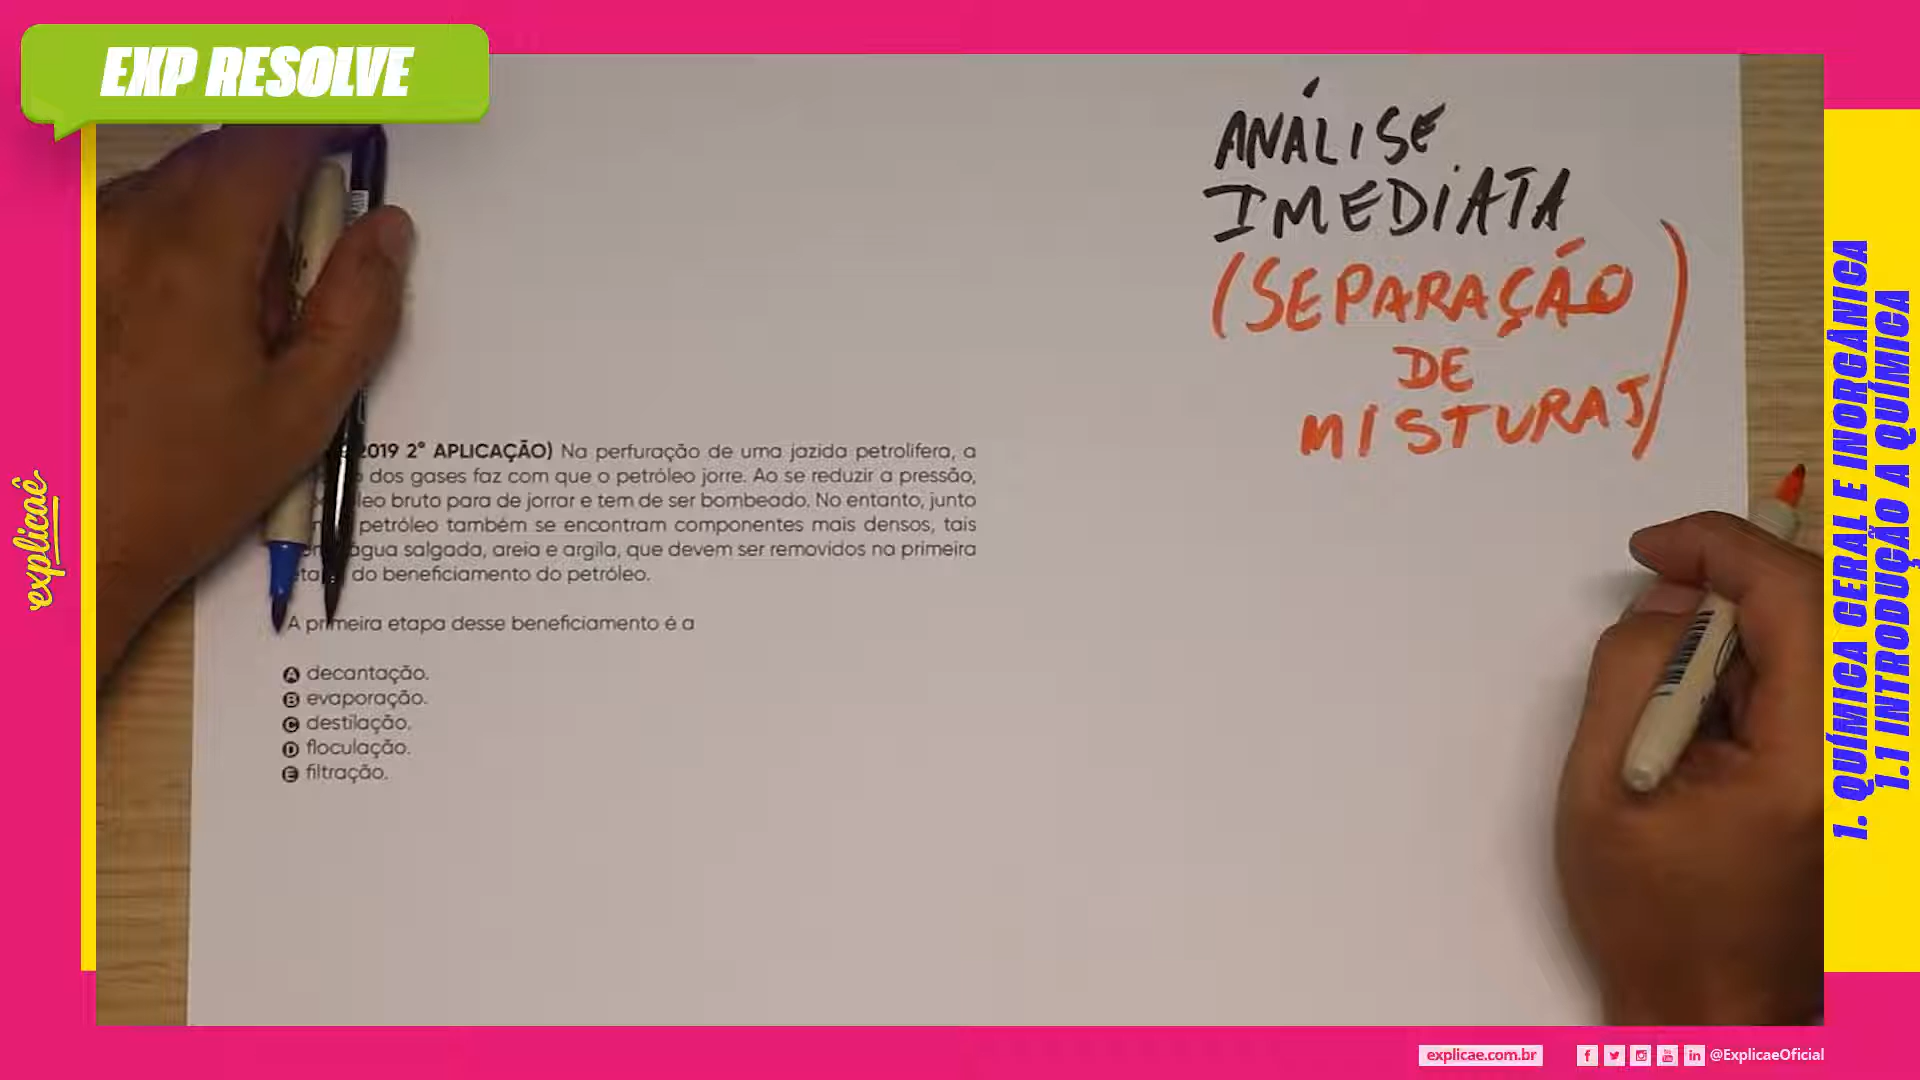 EXP RESOLVE
ANÁLISE
IMEDIATA
(SEPARAÇÃO
DE
MISTURAS)
2019 2° APLICAÇÃO) Na perfuração de uma jazida petrolífera, a
dos gases faz com que o petróleo jorre. Ao se reduzir a pressão,
bruto para de jorrar e tem de ser bombeado. No entanto, junto
petróleo também se encontram componentes mais densos, tais
água salgada, areia e argila, que devem ser removidos na primeira
do beneficiamento do petróleo.
A primeira etapa desse beneficiamento é a
A decantação.
B evaporação.
C destilação.
D floculação.
E filtração.
explicaê
1. QUÍMICA GERAL E INORGÂNICA
1.1 INTRODUÇÃO A QUÍMICA
explicae.com.br
@ExplicaeOficial